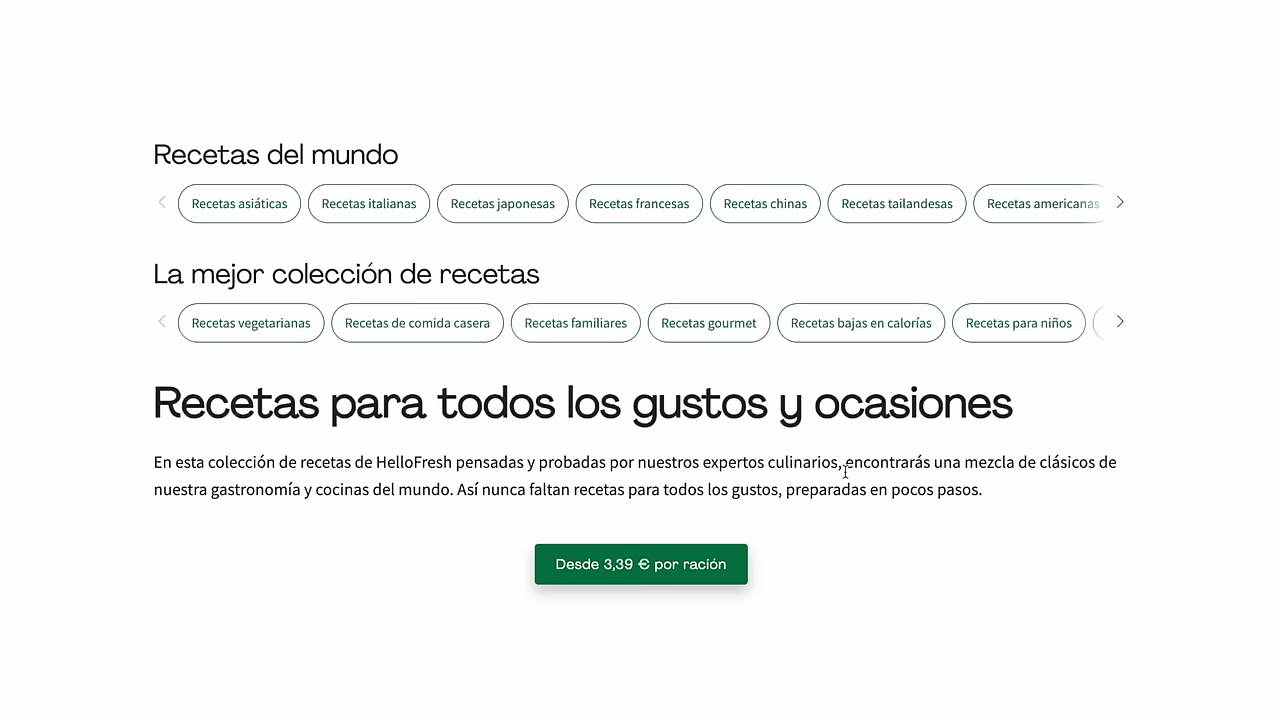 Recetas del mundo
Recetas asiáticas Recetas italianas Recetas japonesas Recetas francesas Recetas chinas Recetas tailandesas Recetas americanas
La mejor colección de recetas
Recetas vegetarianas Recetas de comida casera Recetas familiares Recetas gourmet Recetas bajas en calorías Recetas para niños
Recetas para todos los gustos y ocasiones
En esta colección de recetas de HelloFresh pensadas y probadas por nuestros expertos culinarios, encontrarás una mezcla de clásicos de
nuestra gastronomía y cocinas del mundo. Así nunca faltan recetas para todos los gustos, preparadas en pocos pasos.
Desde 3,39 € por ración